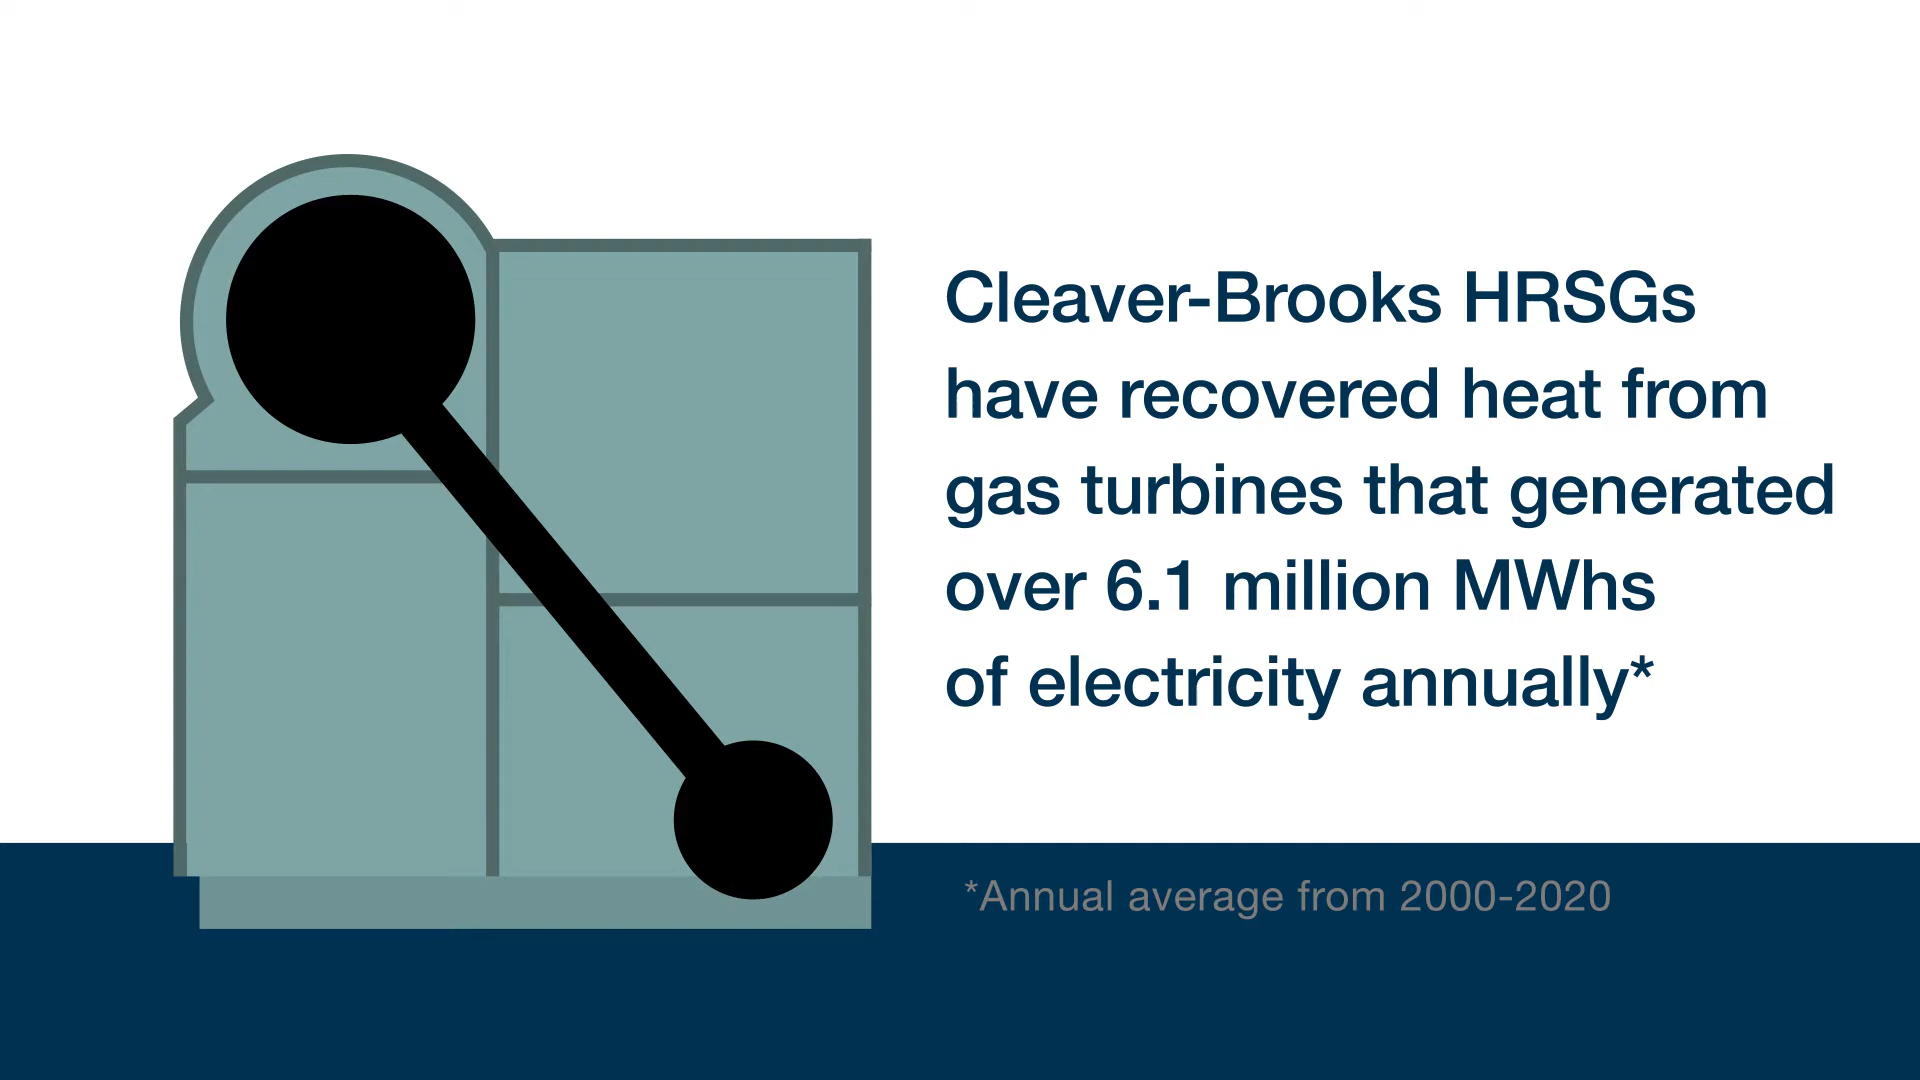 Cleaver-Brooks HRSGs
have recovered heat from
gas turbines that generated
over 6.1 million MWhs
of electricity annually*
*Annual average from 2000-2020